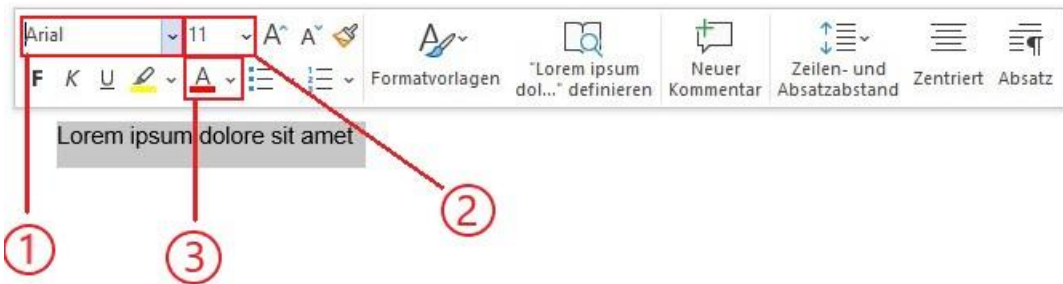 Arial 11 A A
F K U A Formatvorlagen "Lorem ipsum dol..." definieren Neuer Kommentar Zeilen- und Absatzabstand Zentriert Absatz
Lorem ipsum dolore sit amet
2
1
3